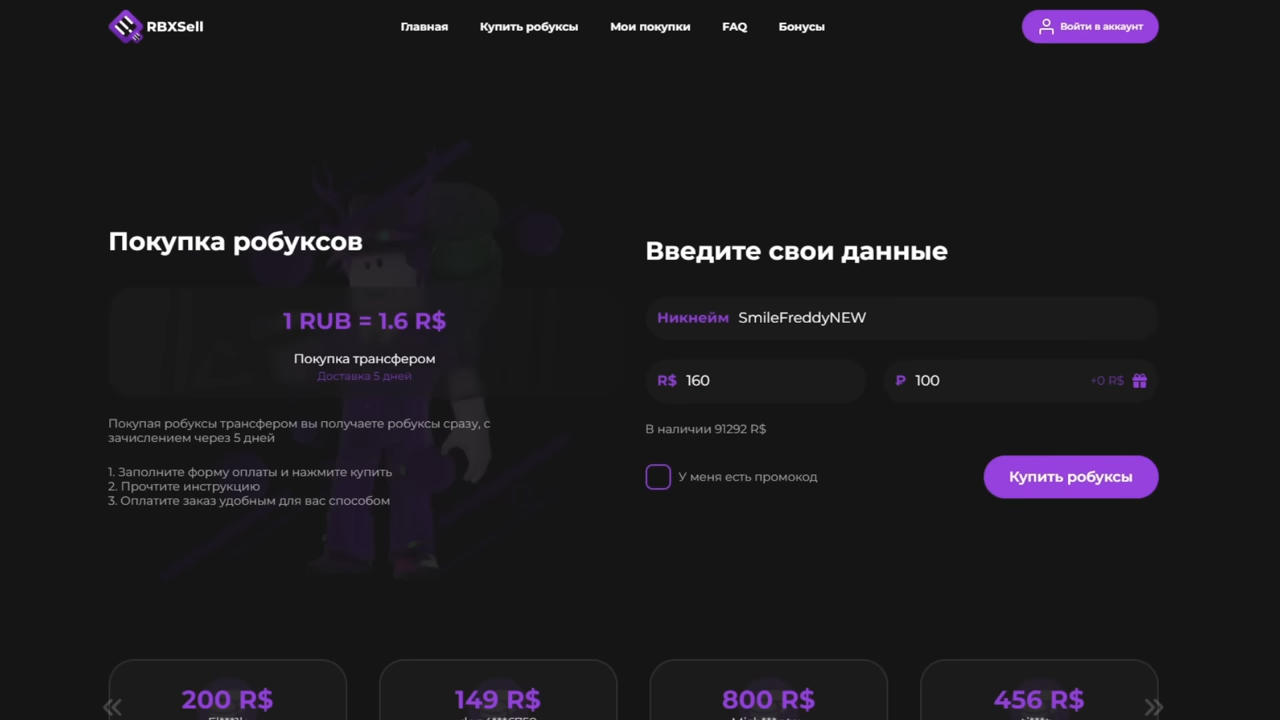 RBXSell
Главная
Купить робуксы
Мои покупки
FAQ
Бонусы
Войти в аккаунт
Покупка робуксов
1 RUB = 1.6 R$
Покупка трансфером
Доставка 5 дней
Покупая робуксы трансфером вы получаете робуксы сразу, с
зачислением через 5 дней
1. Заполните форму оплаты и нажмите купить
2. Прочтите инструкцию
3. Оплатите заказ удобным для вас способом
Введите свои данные
Никнейм SmileFreddyNEW
R$ 160
₽ 100 +0 R$
В наличии 91292 R$
У меня есть промокод
Купить робуксы
200 R$
149 R$
800 R$
456 R$